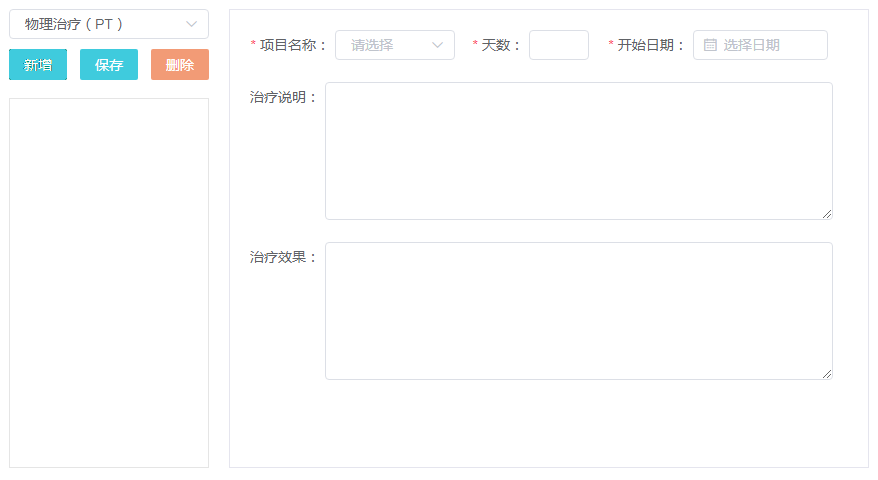 物理治疗（PT）
新增 保存 删除
* 项目名称： 请选择 * 天数： * 开始日期： 选择日期
治疗说明：
治疗效果：